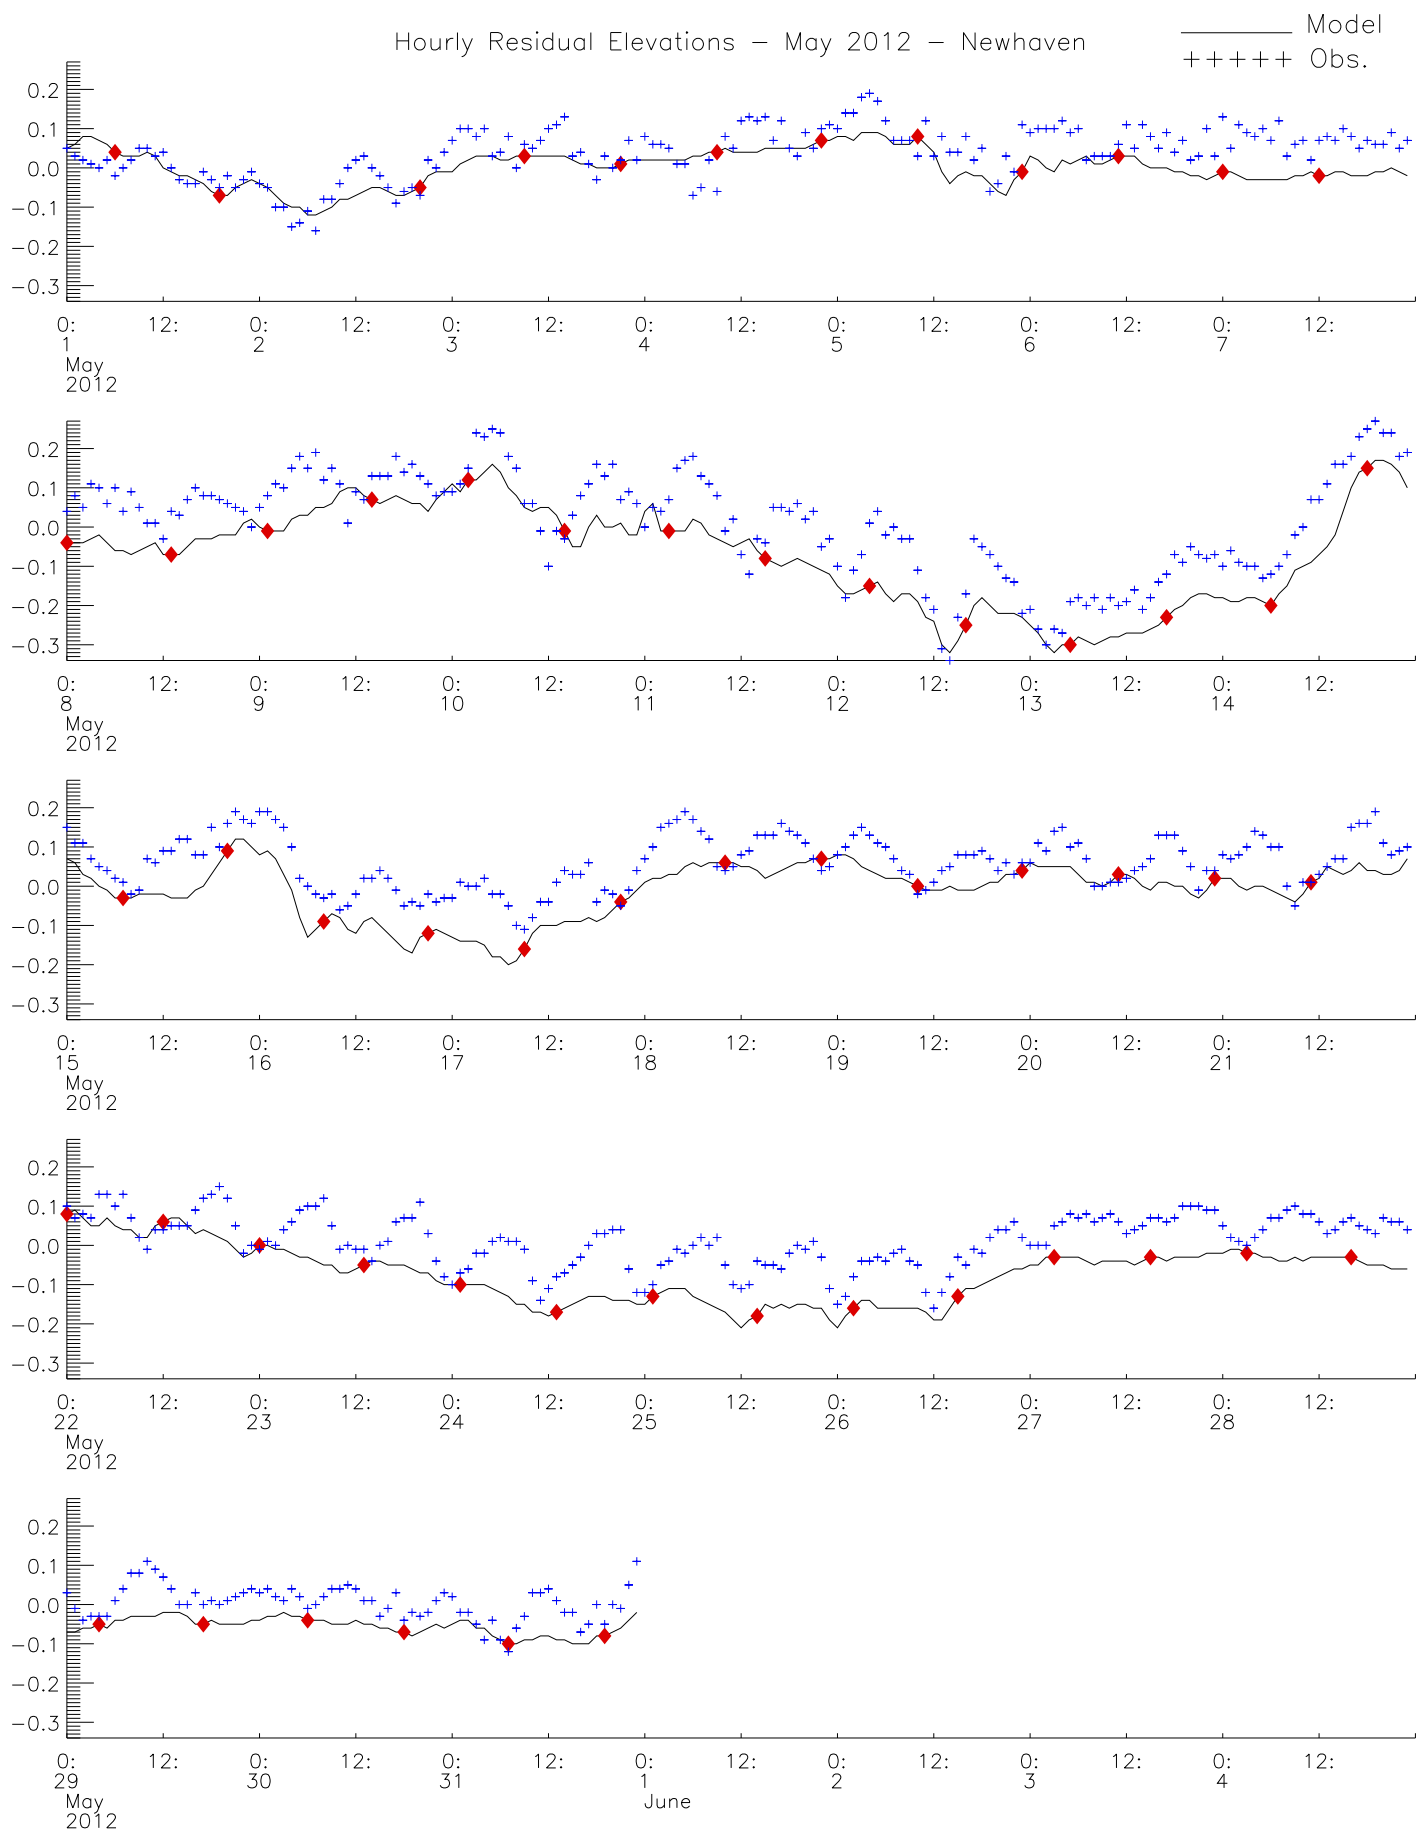 Hourly Residual Elevations – May 2012 – Newhaven
Model
+++++ Obs.
0.2
0.1
0.0
−0.1
−0.2
−0.3
0: 12: 0: 12: 0: 12: 0: 12: 0: 12: 0: 12: 0: 12:
1 2 3 4 5 6 7
May
2012
0.2
0.1
0.0
−0.1
−0.2
−0.3
0: 12: 0: 12: 0: 12: 0: 12: 0: 12: 0: 12: 0: 12:
8 9 10 11 12 13 14
May
2012
0.2
0.1
0.0
−0.1
−0.2
−0.3
0: 12: 0: 12: 0: 12: 0: 12: 0: 12: 0: 12: 0: 12:
15 16 17 18 19 20 21
May
2012
0.2
0.1
0.0
−0.1
−0.2
−0.3
0: 12: 0: 12: 0: 12: 0: 12: 0: 12: 0: 12: 0: 12:
22 23 24 25 26 27 28
May
2012
0.2
0.1
0.0
−0.1
−0.2
−0.3
0: 12: 0: 12: 0: 12: 0: 12: 0: 12: 0: 12: 0: 12:
29 30 31 1 2 3 4
May June
2012